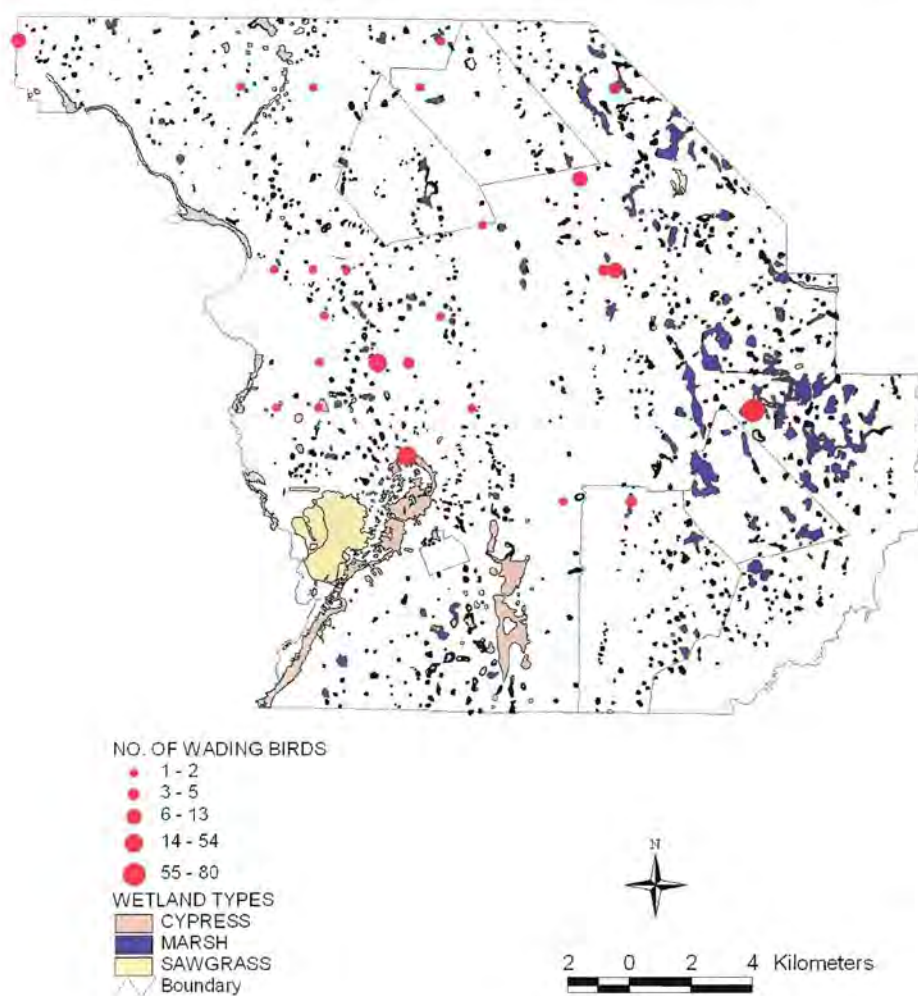 NO. OF WADING BIRDS
1 - 2
3 - 5
6 - 13
14 - 54
55 - 80
WETLAND TYPES
CYPRESS
MARSH
SAWGRASS
Boundary
N
2 0 2 4 Kilometers